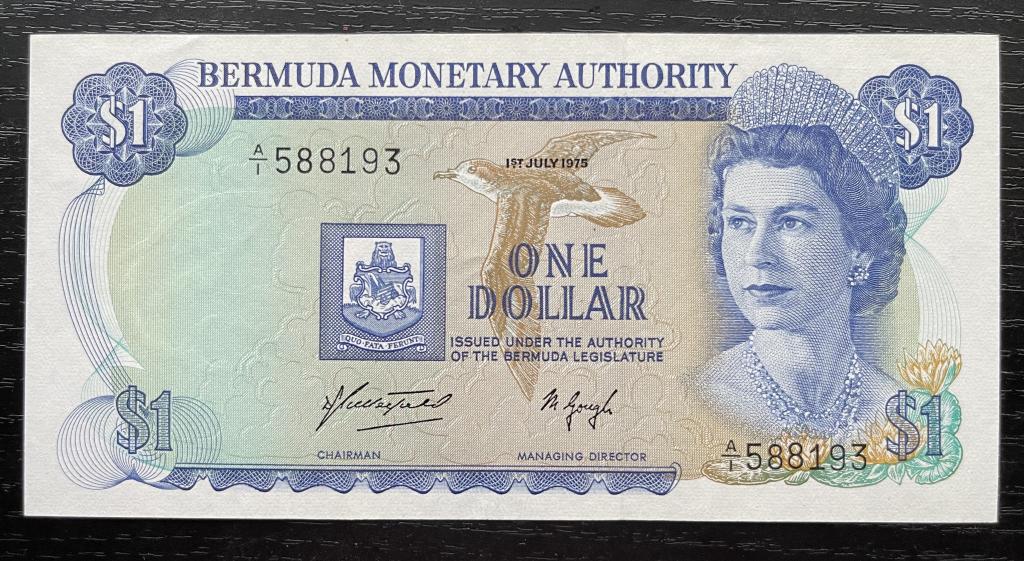 BERMUDA MONETARY AUTHORITY
$1
$1
A/1 588193
1ST JULY 1975
ONE
DOLLAR
QUO FATA FERUNT
ISSUED UNDER THE AUTHORITY
OF THE BERMUDA LEGISLATURE
$1
$1
M Gough
CHAIRMAN
MANAGING DIRECTOR
A/1 588193